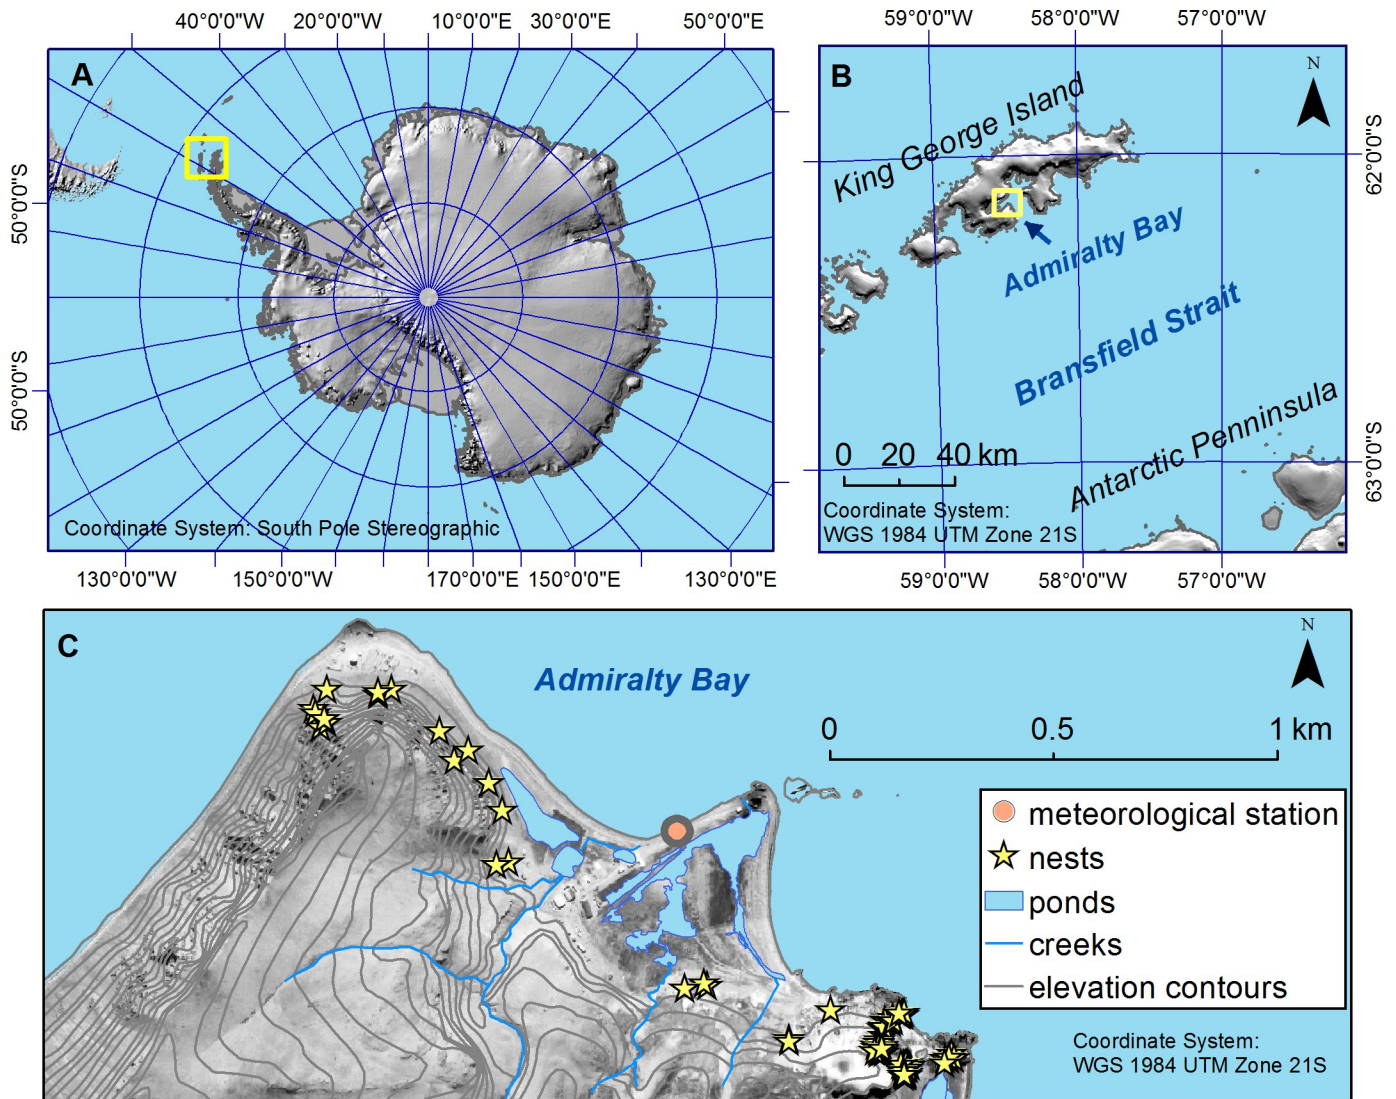 40°0'0"W 20°0'0"W 10°0'0"E 30°0'0"E 50°0'0"E
A
50°0'0"S
50°0'0"S
Coordinate System: South Pole Stereographic
130°0'0"W 150°0'0"W 170°0'0"E 150°0'0"E 130°0'0"E
59°0'0"W 58°0'0"W 57°0'0"W
B
N
King George Island
62°0'0"S
Admiralty Bay
Bransfield Strait
Antarctic Penninsula
63°0'0"S
0 20 40 km
Coordinate System:
WGS 1984 UTM Zone 21S
59°0'0"W 58°0'0"W 57°0'0"W
C
N
Admiralty Bay
0 0.5 1 km
meteorological station
nests
ponds
creeks
elevation contours
Coordinate System:
WGS 1984 UTM Zone 21S